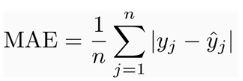 MAE = \frac{1}{n} \sum_{j=1}^{n} |y_j - \hat{y}_j|